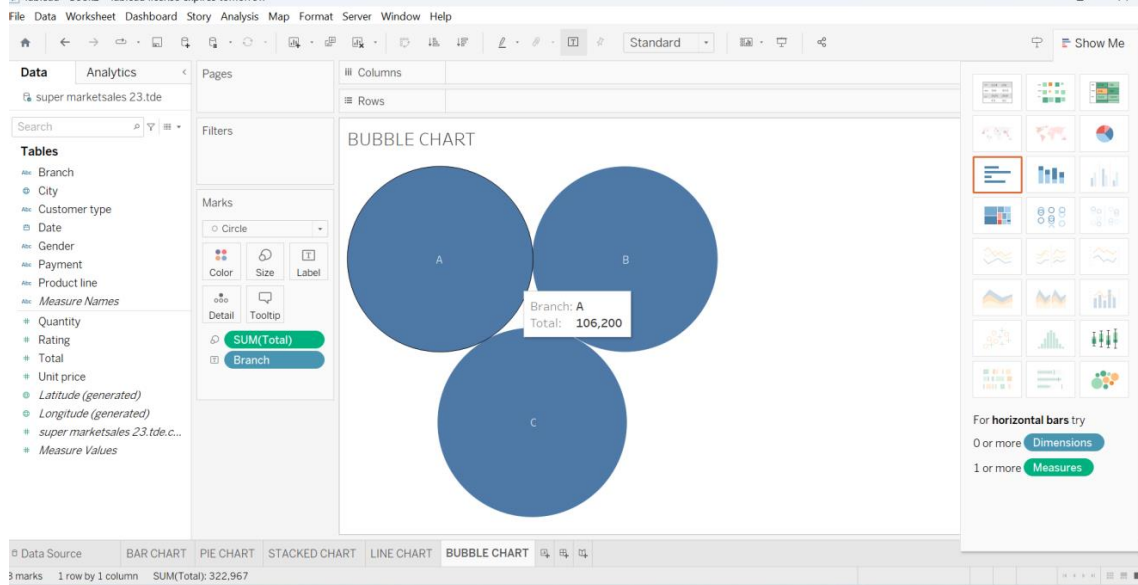 File Data Worksheet Dashboard Story Analysis Map Format Server Window Help
Standard
Show Me
Data Analytics
super marketsales 23.tde
Search
Tables
Branch
City
Customer type
Date
Gender
Payment
Product line
Measure Names
Quantity
Rating
Total
Unit price
Latitude (generated)
Longitude (generated)
super marketsales 23.tde.c...
Measure Values
Pages
Filters
Marks
Circle
Color Size Label
Detail Tooltip
SUM(Total)
Branch
Columns
Rows
BUBBLE CHART
A
B
Branch: A
Total: 106,200
C
For horizontal bars try
0 or more Dimensions
1 or more Measures
Data Source BAR CHART PIE CHART STACKED CHART LINE CHART BUBBLE CHART
marks 1 row by 1 column SUM(Total): 322,967